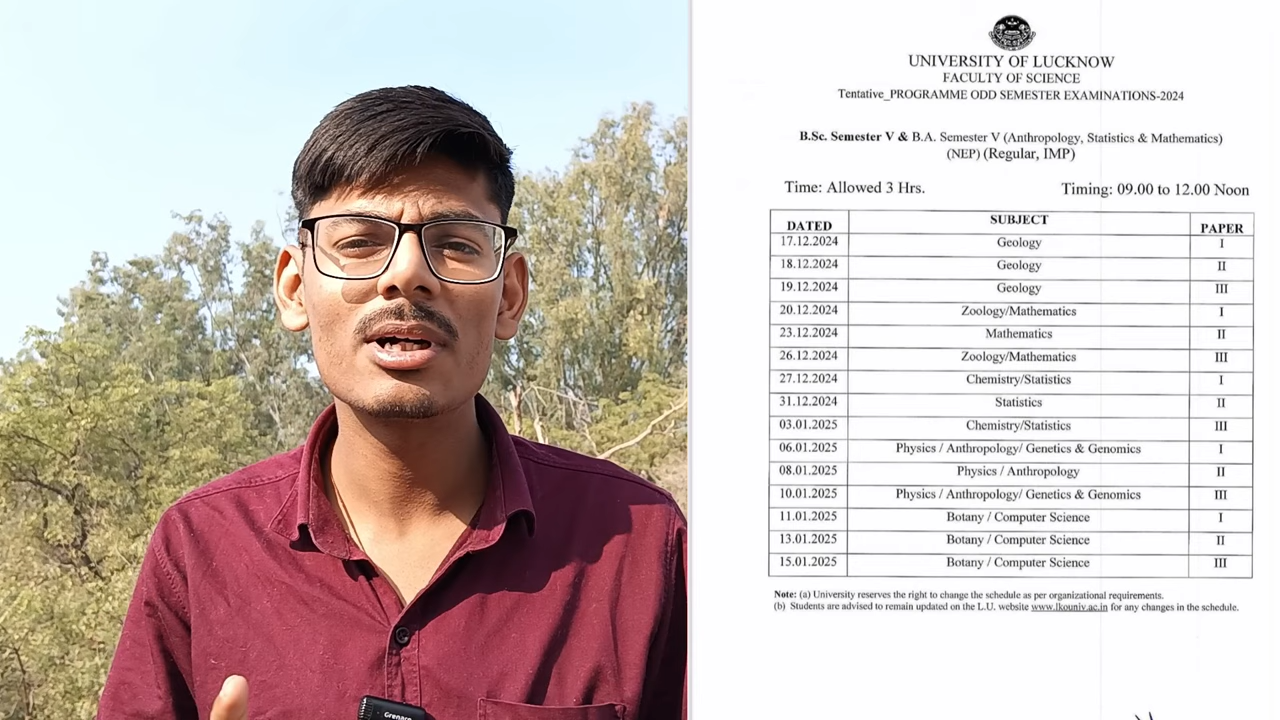 UNIVERSITY OF LUCKNOW
FACULTY OF SCIENCE
Tentative_PROGRAMME ODD SEMESTER EXAMINATIONS-2024
B.Sc. Semester V & B.A. Semester V (Anthropology, Statistics & Mathematics)
(NEP) (Regular, IMP)
Time: Allowed 3 Hrs. Timing: 09.00 to 12.00 Noon
DATED SUBJECT PAPER
17.12.2024 Geology I
18.12.2024 Geology II
19.12.2024 Geology III
20.12.2024 Zoology/Mathematics I
23.12.2024 Mathematics II
26.12.2024 Zoology/Mathematics III
27.12.2024 Chemistry/Statistics I
31.12.2024 Statistics II
03.01.2025 Chemistry/Statistics III
06.01.2025 Physics / Anthropology/ Genetics & Genomics I
08.01.2025 Physics / Anthropology II
10.01.2025 Physics / Anthropology/ Genetics & Genomics III
11.01.2025 Botany / Computer Science I
13.01.2025 Botany / Computer Science II
15.01.2025 Botany / Computer Science III
Note: (a) University reserves the right to change the schedule as per organizational requirements.
(b) Students are advised to remain updated on the L.U. website www.lkouniv.ac.in for any changes in the schedule.
Grenaro